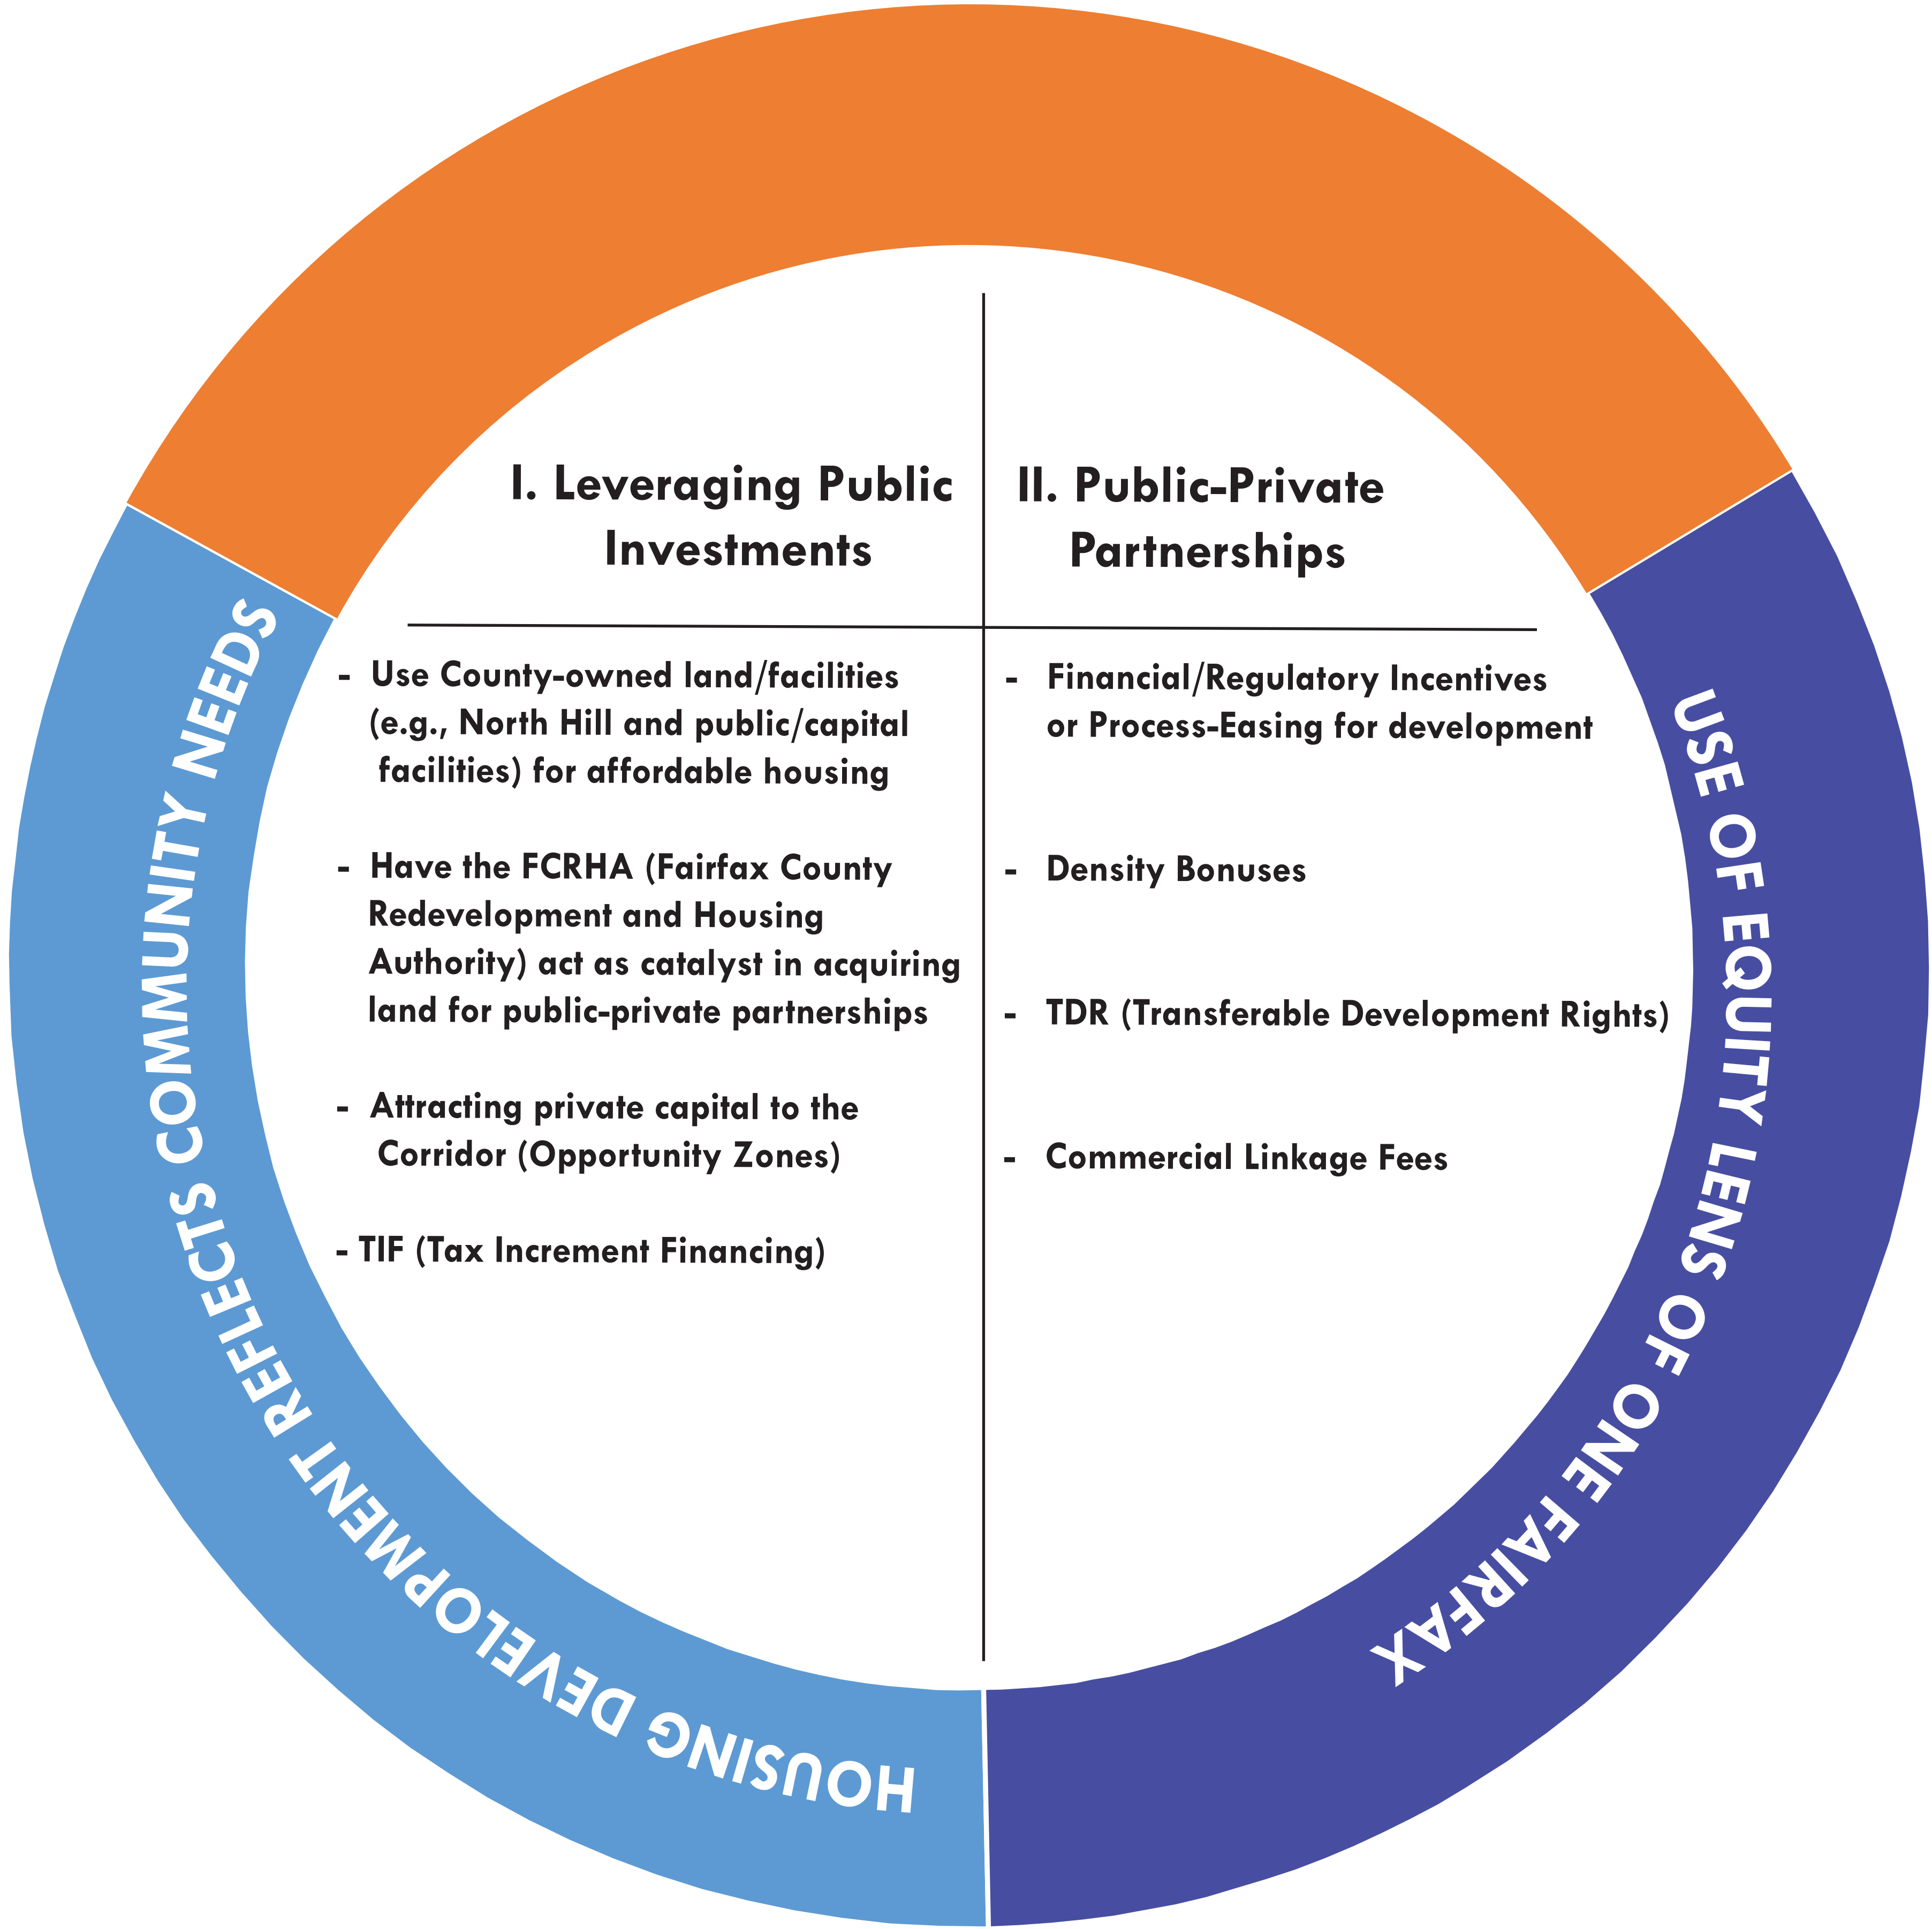 I. Leveraging Public
Investments
- Use County-owned land/facilities
(e.g., North Hill and public/capital
facilities) for affordable housing
- Have the FCRHA (Fairfax County
Redevelopment and Housing
Authority) act as catalyst in acquiring
land for public-private partnerships
- Attracting private capital to the
Corridor (Opportunity Zones)
- TIF (Tax Increment Financing)
II. Public-Private
Partnerships
- Financial/Regulatory Incentives
or Process-Easing for development
- Density Bonuses
- TDR (Transferable Development Rights)
- Commercial Linkage Fees
HOUSING DEVELOPMENT REFLECTS COMMUNITY NEEDS
USE OF EQUITY LENS OF ONE FAIRFAX